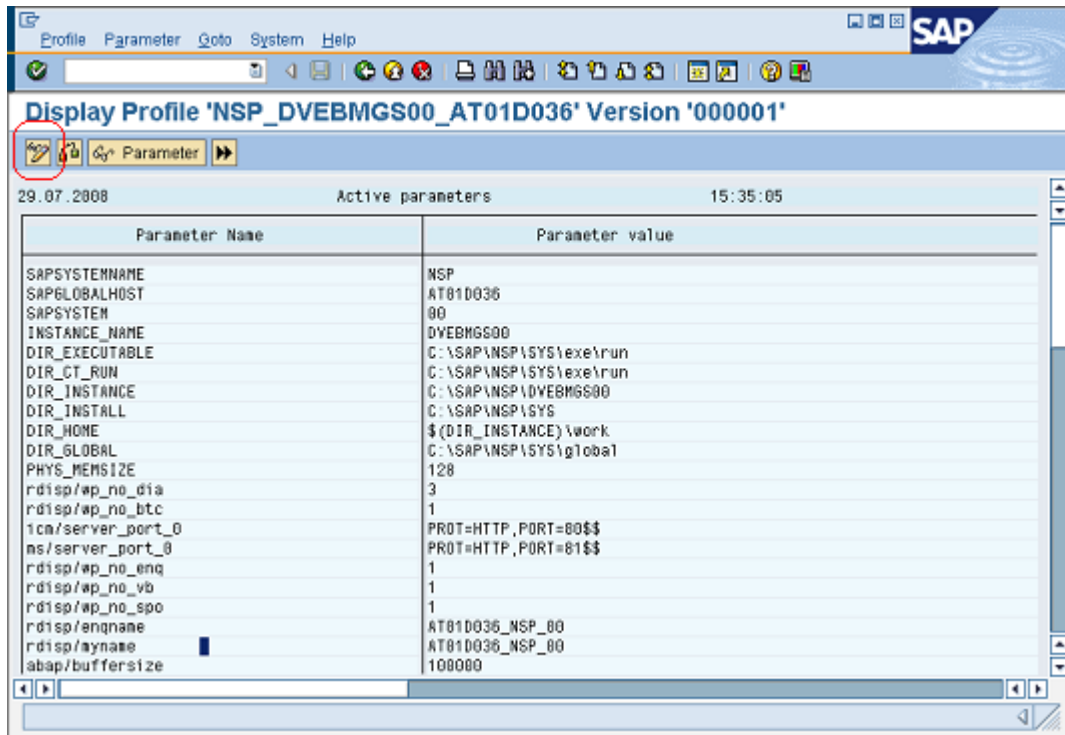 Profile Parameter Goto System Help
SAP
Display Profile 'NSP_DVEBMGS00_AT01D036' Version '000001'
Parameter
29.07.2008 Active parameters 15:35:05
Parameter Name Parameter value
SAPSYSTEMNAME NSP
SAPGLOBALHOST AT01D036
SAPSYSTEM 00
INSTANCE_NAME DVEBMGS00
DIR_EXECUTABLE C:\SAP\NSP\SYS\exe\run
DIR_CT_RUN C:\SAP\NSP\SYS\exe\run
DIR_INSTANCE C:\SAP\NSP\DVEBMGS00
DIR_INSTALL C:\SAP\NSP\SYS
DIR_HOME $(DIR_INSTANCE)\work
DIR_GLOBAL C:\SAP\NSP\SYS\global
PHYS_MEMSIZE 128
rdisp/wp_no_dia 3
rdisp/wp_no_btc 1
icm/server_port_0 PROT=HTTP,PORT=80$$
ms/server_port_0 PROT=HTTP,PORT=81$$
rdisp/wp_no_enq 1
rdisp/wp_no_vb 1
rdisp/wp_no_spo 1
rdisp/enqname AT01D036_NSP_00
rdisp/myname AT01D036_NSP_00
abap/buffersize 100000